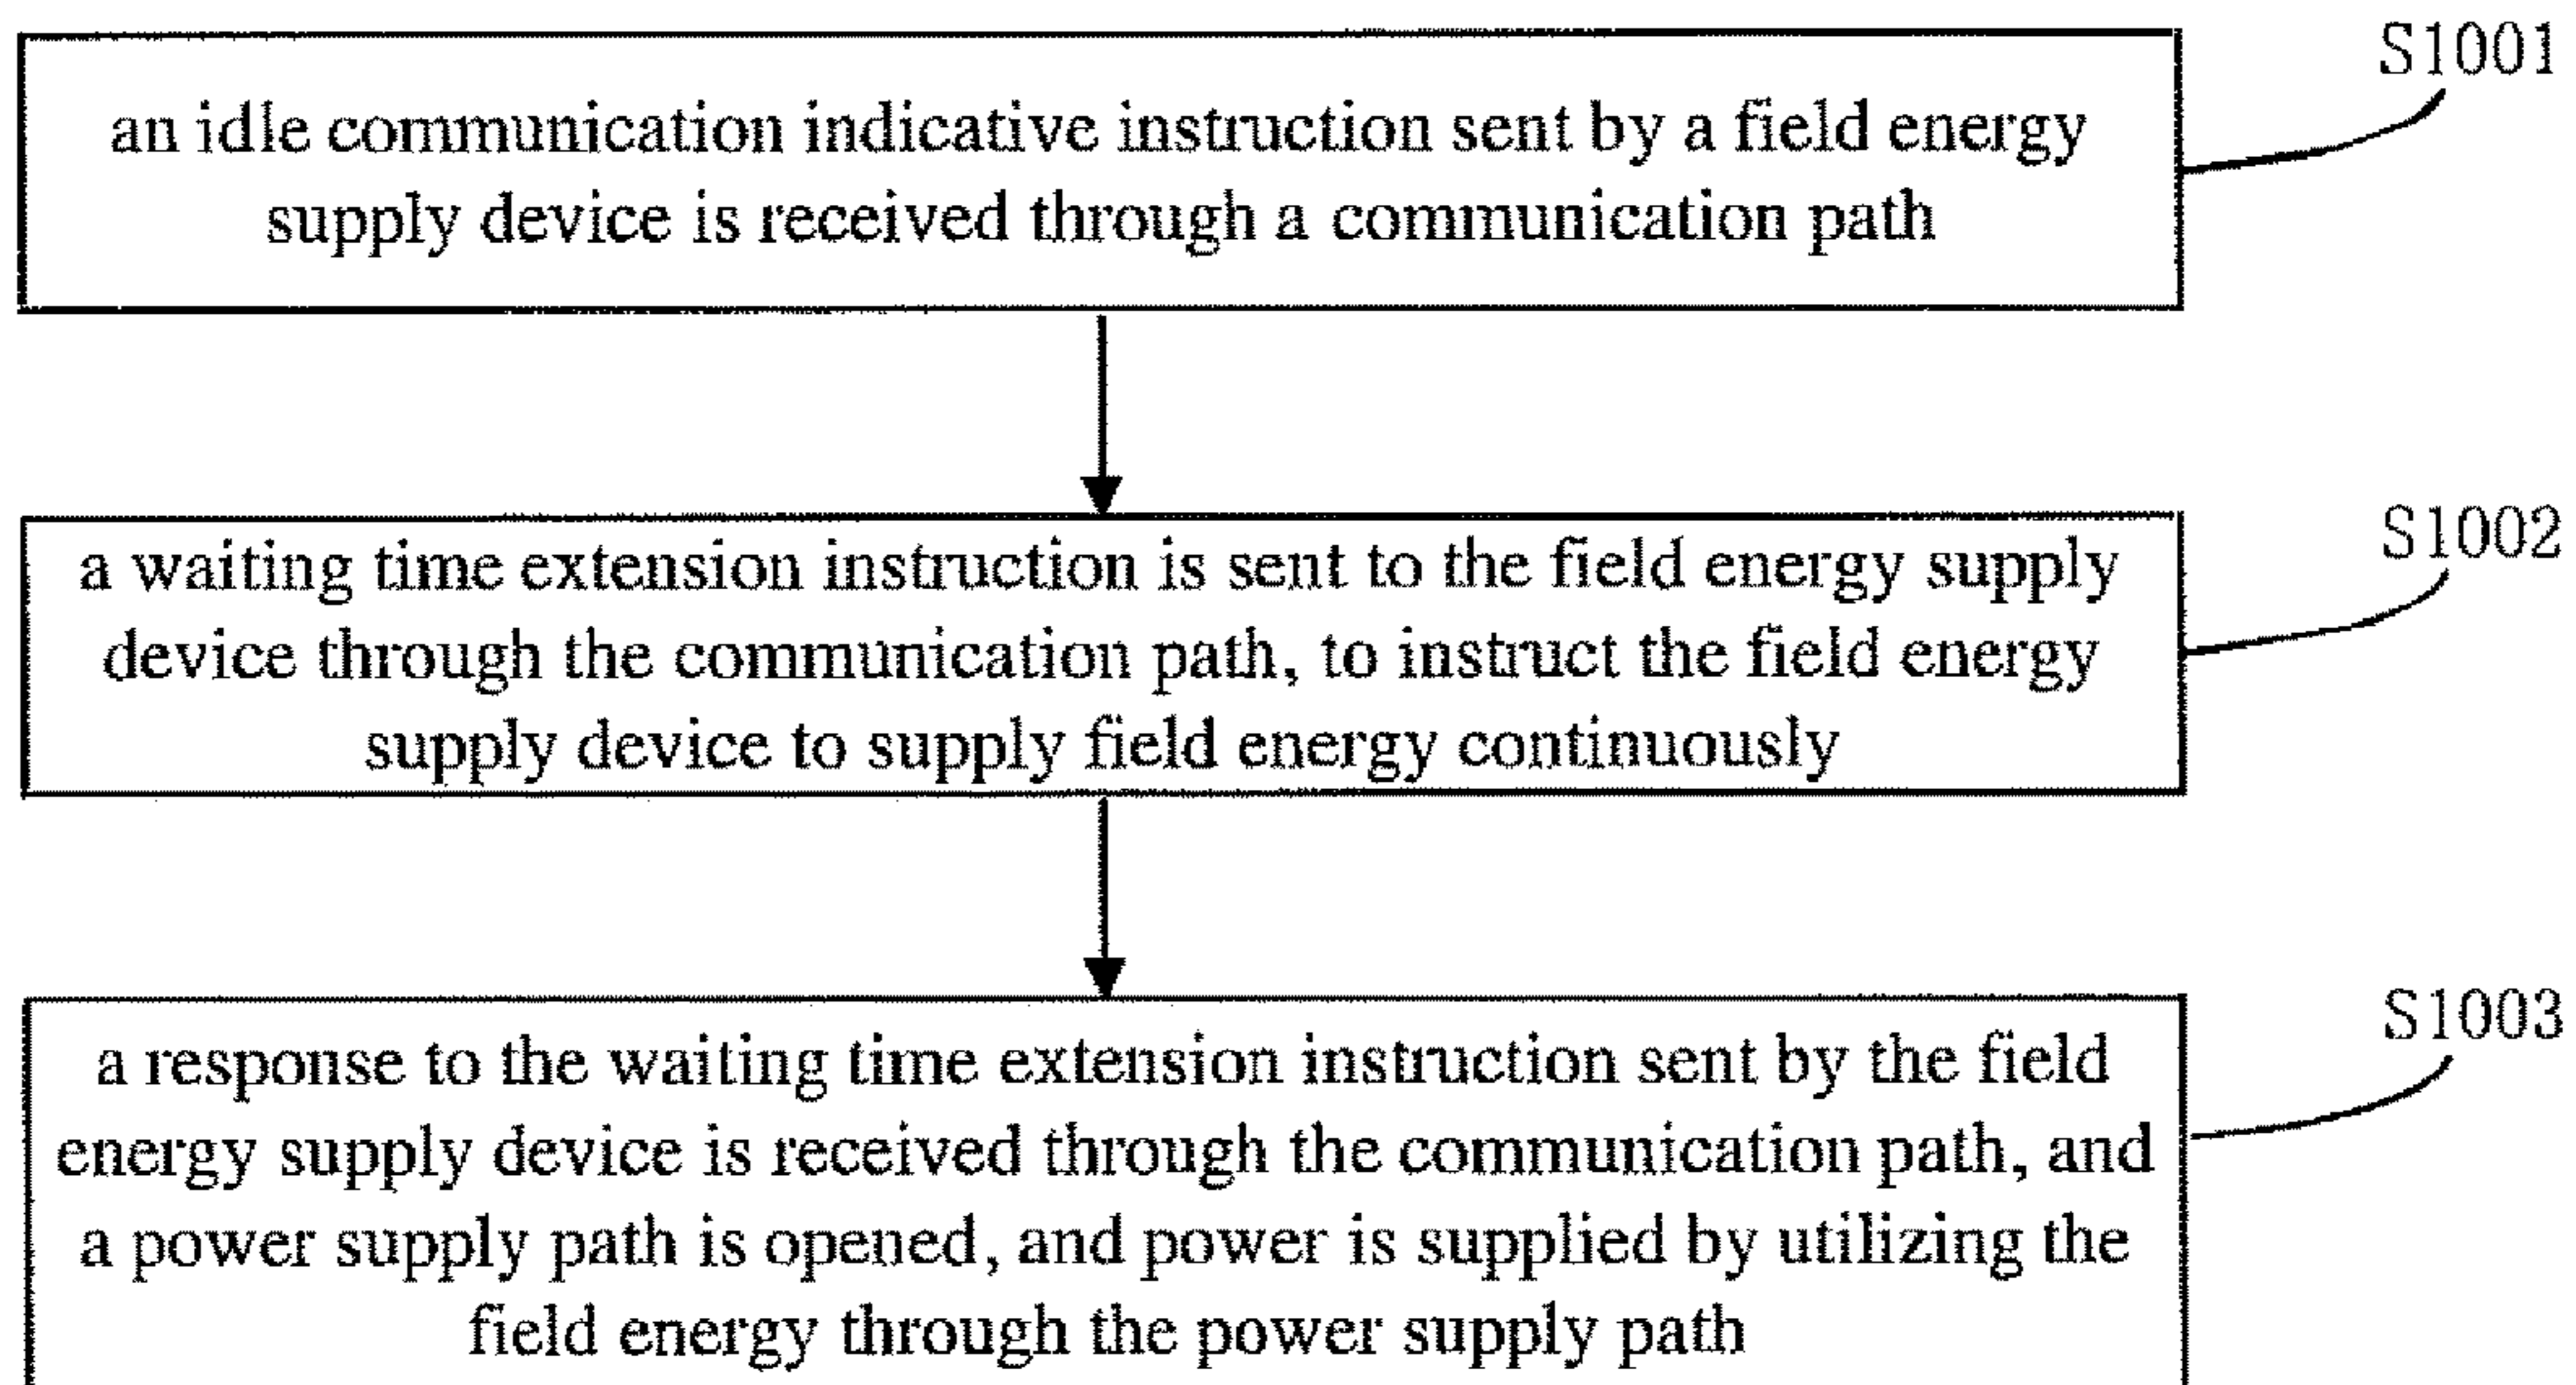 S1001
an idle communication indicative instruction sent by a field energy
supply device is received through a communication path
S1002
a waiting time extension instruction is sent to the field energy supply
device through the communication path, to instruct the field energy
supply device to supply field energy continuously
S1003
a response to the waiting time extension instruction sent by the field
energy supply device is received through the communication path, and
a power supply path is opened, and power is supplied by utilizing the
field energy through the power supply path